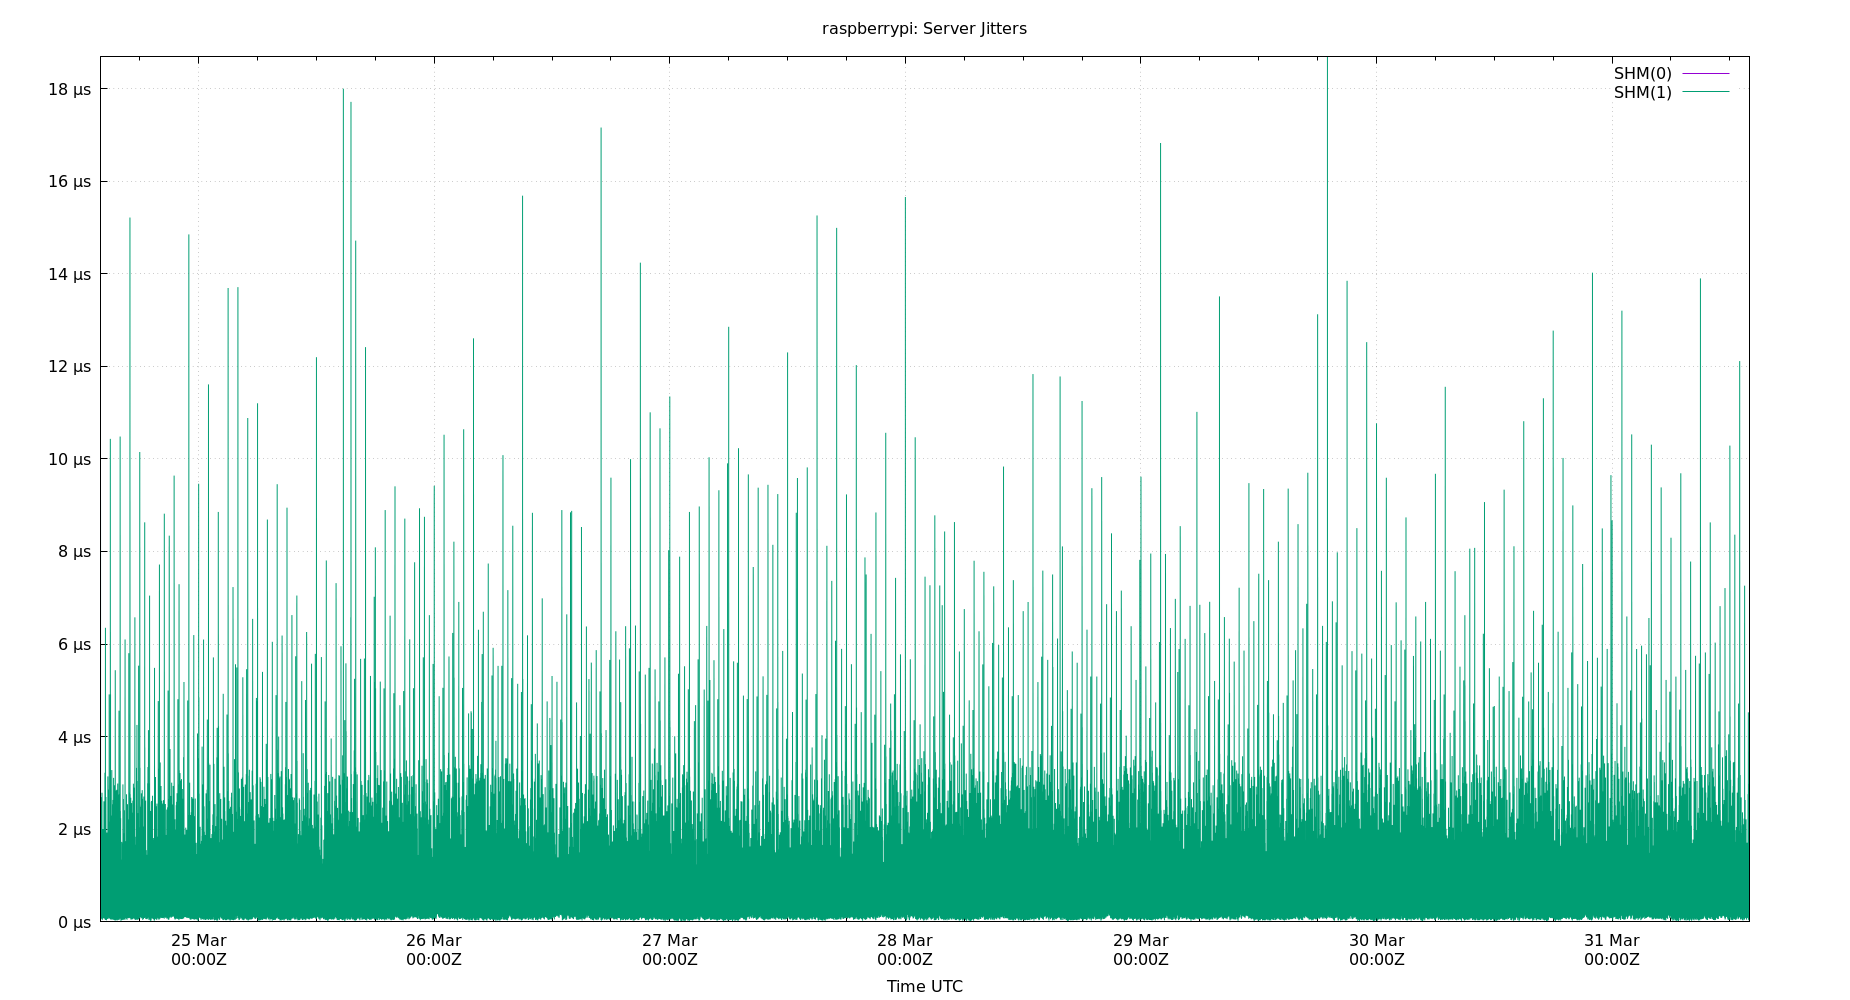 raspberrypi: Server Jitters
SHM(0)
SHM(1)
18 µs
16 µs
14 µs
12 µs
10 µs
8 µs
6 µs
4 µs
2 µs
0 µs
25 Mar 26 Mar 27 Mar 28 Mar 29 Mar 30 Mar 31 Mar
00:00Z 00:00Z 00:00Z 00:00Z 00:00Z 00:00Z 00:00Z
Time UTC